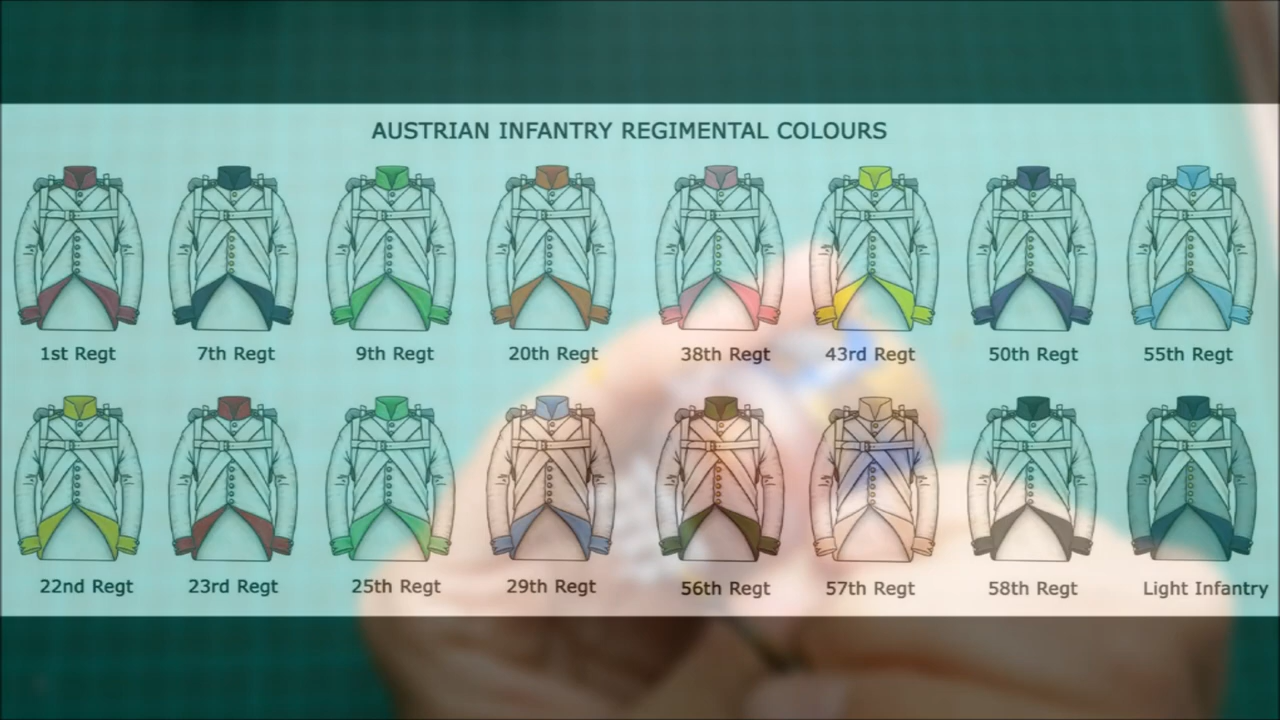 AUSTRIAN INFANTRY REGIMENTAL COLOURS
1st Regt 7th Regt 9th Regt 20th Regt 38th Regt 43rd Regt 50th Regt 55th Regt
22nd Regt 23rd Regt 25th Regt 29th Regt 56th Regt 57th Regt 58th Regt Light Infantry